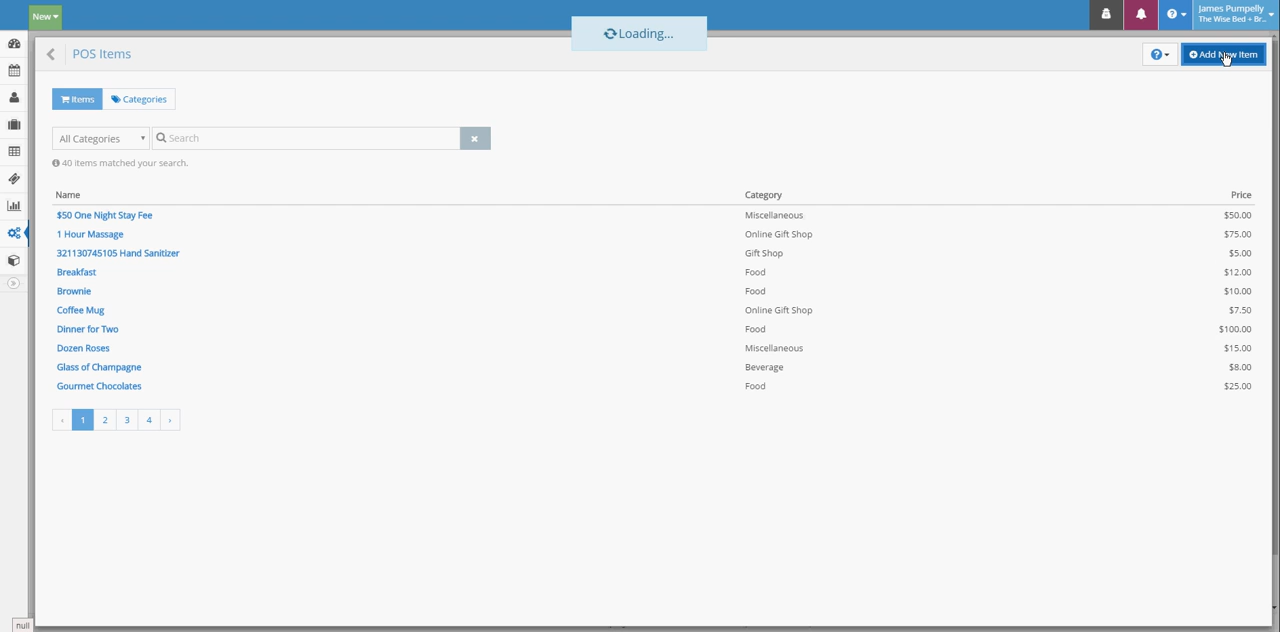 New
James Pumpelly
The Wise Bed + Br...
Loading...
POS Items
Add New Item
Items
Categories
All Categories
Search
40 items matched your search.
Name Category Price
$50 One Night Stay Fee Miscellaneous $50.00
1 Hour Massage Online Gift Shop $75.00
321130745105 Hand Sanitizer Gift Shop $5.00
Breakfast Food $12.00
Brownie Food $10.00
Coffee Mug Online Gift Shop $7.50
Dinner for Two Food $100.00
Dozen Roses Miscellaneous $15.00
Glass of Champagne Beverage $8.00
Gourmet Chocolates Food $25.00
‹ 1 2 3 4 ›
null